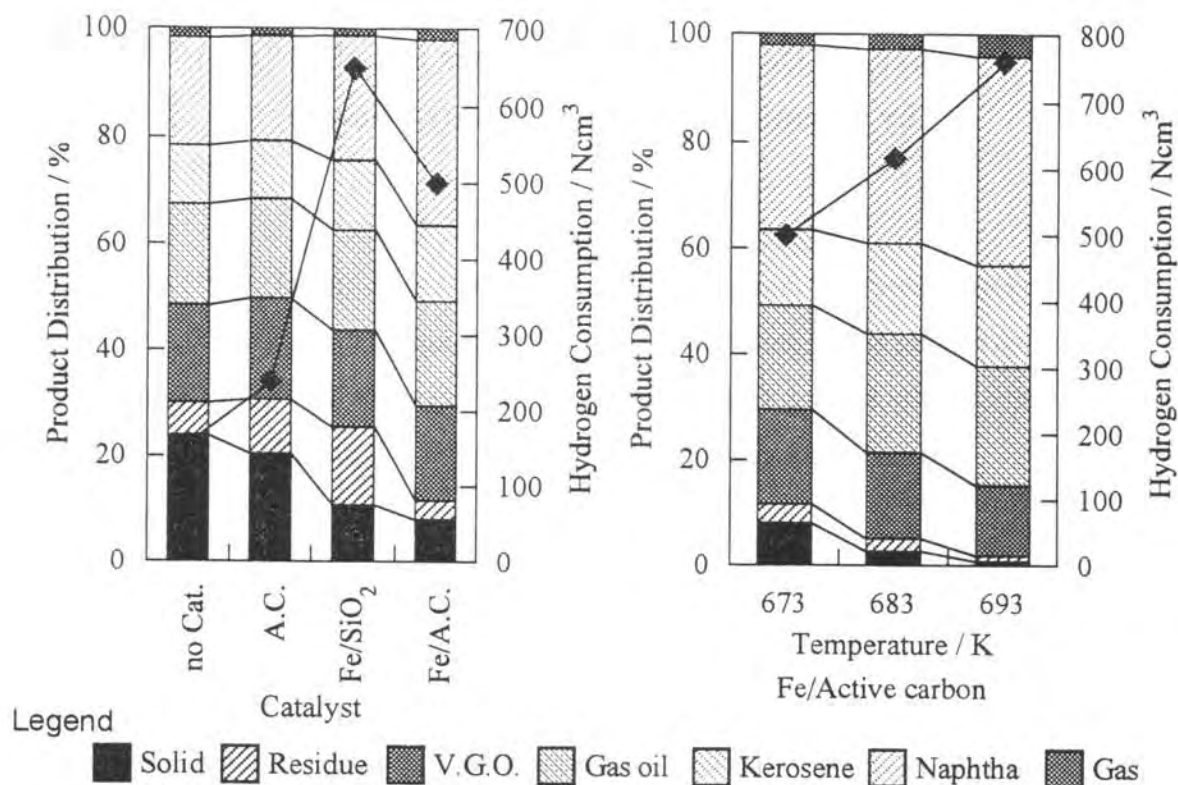 100
80
60
40
20
0
Product Distribution / %
700
600
500
400
300
200
100
0
Hydrogen Consumption / Ncm³
no Cat.
A.C.
Fe/SiO₂
Fe/A.C.
Catalyst
100
80
60
40
20
0
Product Distribution / %
800
700
600
500
400
300
200
100
0
Hydrogen Consumption / Ncm³
673 683 693
Temperature / K
Fe/Active carbon
Legend
Solid Residue V.G.O. Gas oil Kerosene Naphtha Gas